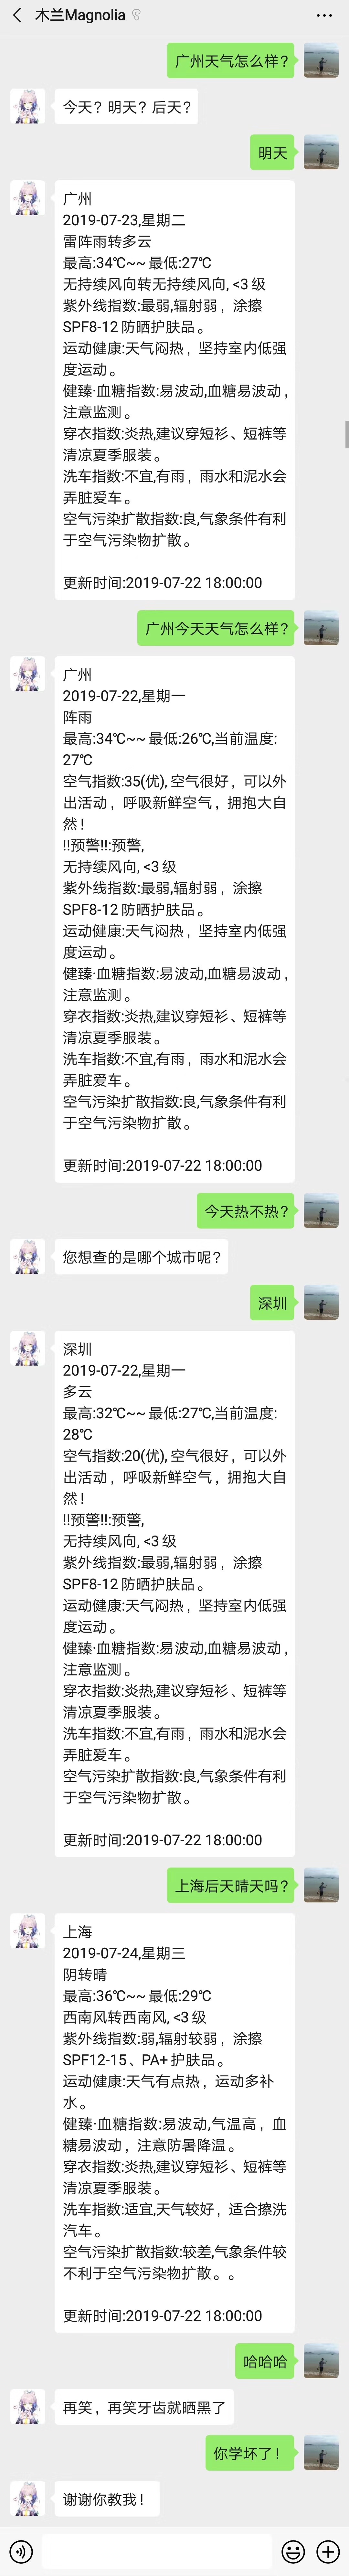 木兰Magnolia
广州天气怎么样?
今天? 明天? 后天?
明天
广州
2019-07-23,星期二
雷阵雨转多云
最高:34℃~~ 最低:27℃
无持续风向转无持续风向, <3 级
紫外线指数:最弱,辐射弱，涂擦
SPF8-12 防晒护肤品。
运动健康:天气闷热，坚持室内低强
度运动。
健臻·血糖指数:易波动,血糖易波动，
注意监测。
穿衣指数:炎热,建议穿短衫、短裤等
清凉夏季服装。
洗车指数:不宜,有雨，雨水和泥水会
弄脏爱车。
空气污染扩散指数:良,气象条件有利
于空气污染物扩散。
更新时间:2019-07-22 18:00:00
广州今天天气怎么样?
广州
2019-07-22,星期一
阵雨
最高:34℃~~ 最低:26℃,当前温度:
27℃
空气指数:35(优), 空气很好，可以外
出活动，呼吸新鲜空气，拥抱大自
然！
!!预警!!:预警,
无持续风向, <3 级
紫外线指数:最弱,辐射弱，涂擦
SPF8-12 防晒护肤品。
运动健康:天气闷热，坚持室内低强
度运动。
健臻·血糖指数:易波动,血糖易波动，
注意监测。
穿衣指数:炎热,建议穿短衫、短裤等
清凉夏季服装。
洗车指数:不宜,有雨，雨水和泥水会
弄脏爱车。
空气污染扩散指数:良,气象条件有利
于空气污染物扩散。
更新时间:2019-07-22 18:00:00
今天热不热?
您想查的是哪个城市呢?
深圳
深圳
2019-07-22,星期一
多云
最高:32℃~~ 最低:27℃,当前温度:
28℃
空气指数:20(优), 空气很好，可以外
出活动，呼吸新鲜空气，拥抱大自
然！
!!预警!!:预警,
无持续风向, <3 级
紫外线指数:最弱,辐射弱，涂擦
SPF8-12 防晒护肤品。
运动健康:天气闷热，坚持室内低强
度运动。
健臻·血糖指数:易波动,血糖易波动，
注意监测。
穿衣指数:炎热,建议穿短衫、短裤等
清凉夏季服装。
洗车指数:不宜,有雨，雨水和泥水会
弄脏爱车。
空气污染扩散指数:良,气象条件有利
于空气污染物扩散。
更新时间:2019-07-22 18:00:00
上海后天晴天吗?
上海
2019-07-24,星期三
阴转晴
最高:36℃~~ 最低:29℃
西南风转西南风, <3 级
紫外线指数:弱,辐射较弱，涂擦
SPF12-15、PA+ 护肤品。
运动健康:天气有点热，运动多补
水。
健臻·血糖指数:易波动,气温高，血
糖易波动，注意防暑降温。
穿衣指数:炎热,建议穿短衫、短裤等
清凉夏季服装。
洗车指数:适宜,天气较好，适合擦洗
汽车。
空气污染扩散指数:较差,气象条件较
不利于空气污染物扩散。。
更新时间:2019-07-22 18:00:00
哈哈哈
再笑，再笑牙齿就晒黑了
你学坏了！
谢谢你教我！